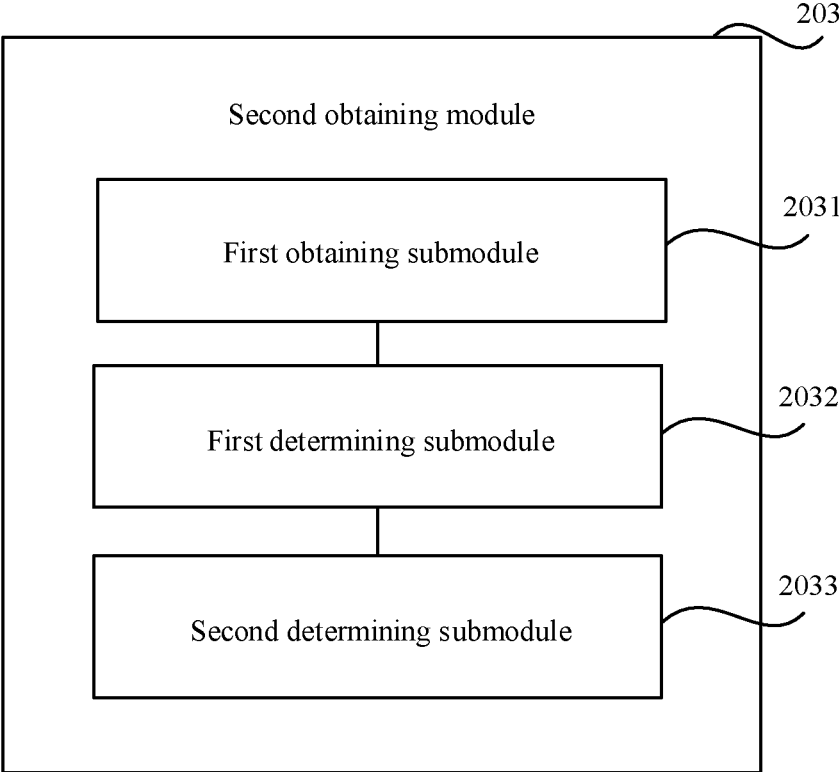 203
Second obtaining module
2031
First obtaining submodule
2032
First determining submodule
2033
Second determining submodule